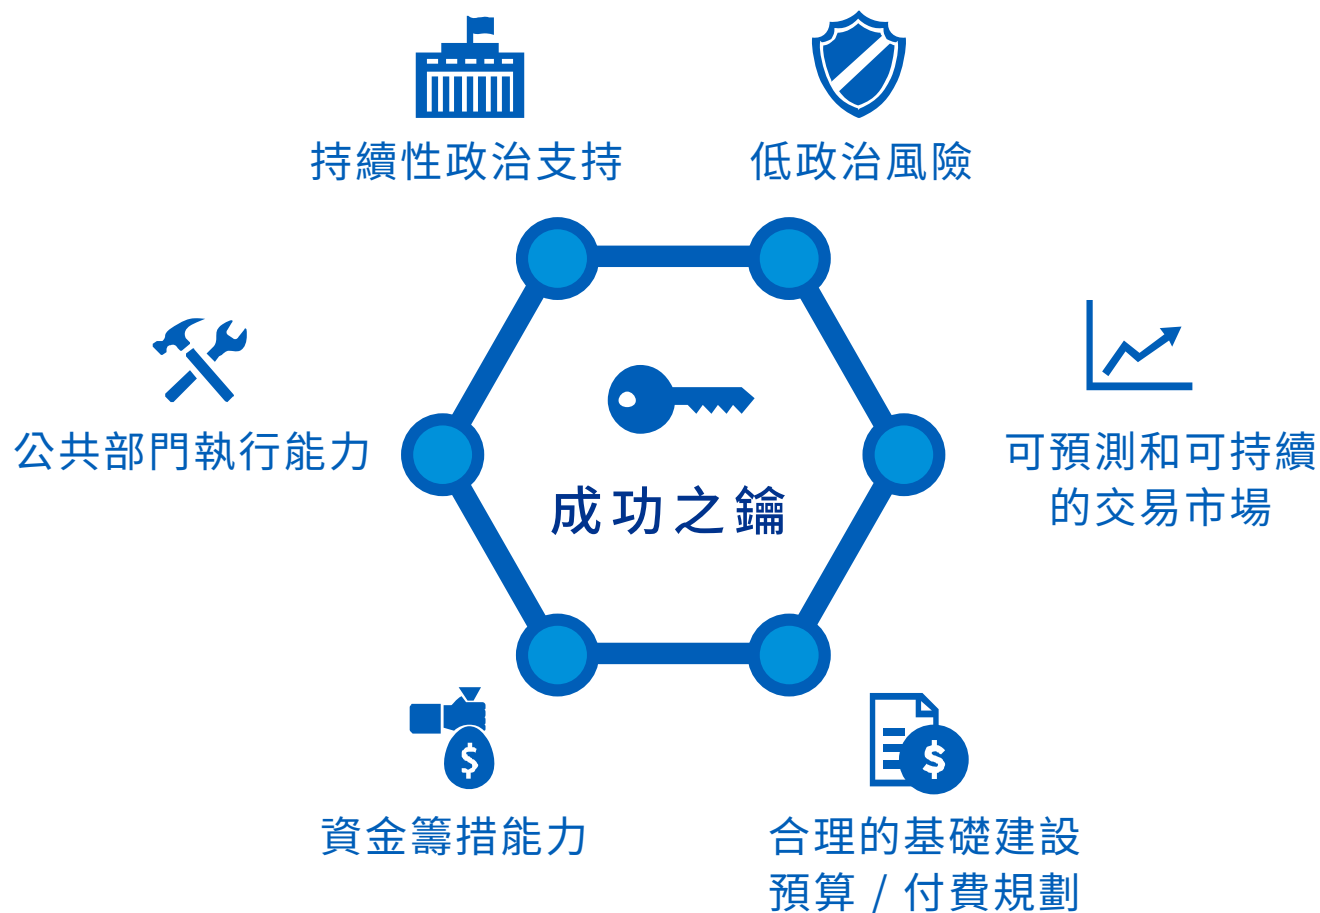 持續性政治支持
低政治風險
公共部門執行能力
可預測和可持續
的交易市場
成功之鑰
資金籌措能力
合理的基礎建設
預算 / 付費規劃
$
$